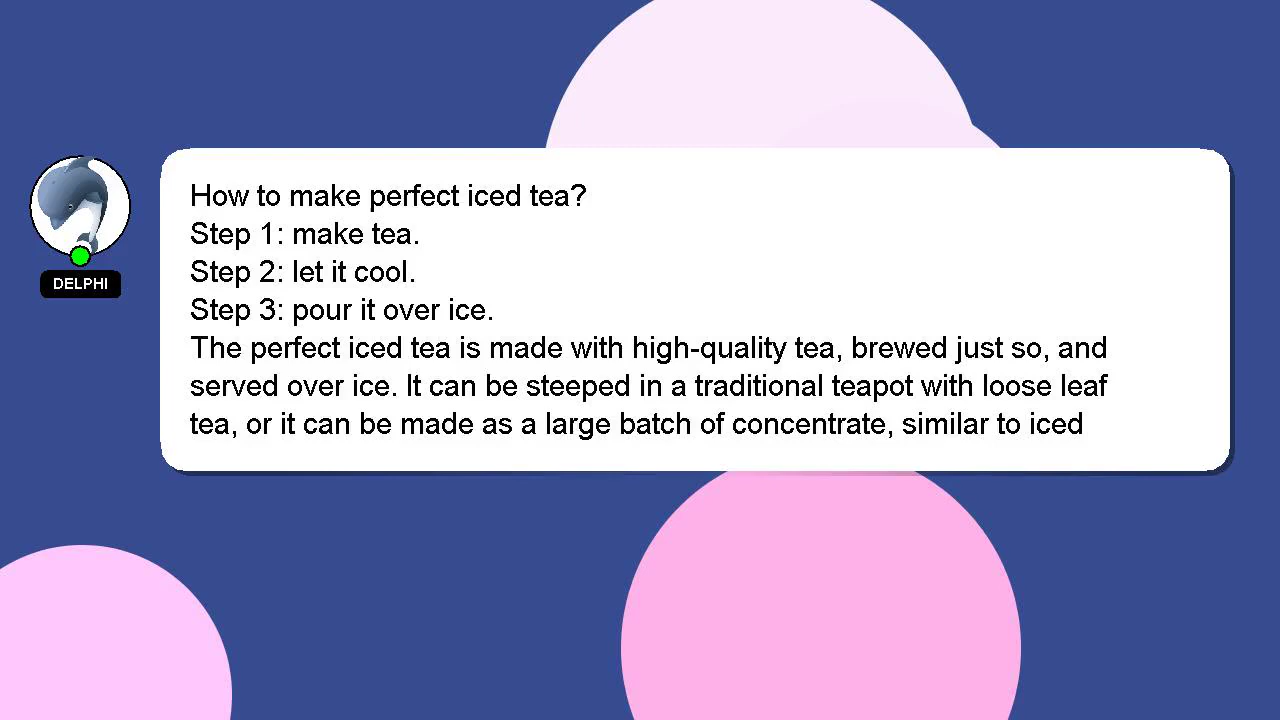 How to make perfect iced tea?
Step 1: make tea.
Step 2: let it cool.
Step 3: pour it over ice.
The perfect iced tea is made with high-quality tea, brewed just so, and
served over ice. It can be steeped in a traditional teapot with loose leaf
tea, or it can be made as a large batch of concentrate, similar to iced
DELPHI